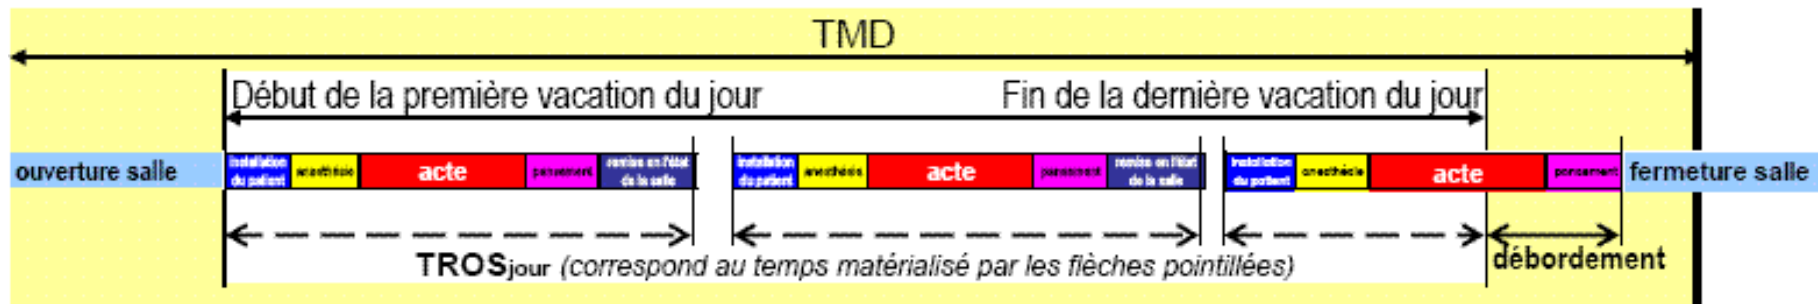 TMD
Début de la première vacation du jour
Fin de la dernière vacation du jour
ouverture salle
installation
du patient
anesthésie
acte
pansement
remise en l'état
de la salle
installation
du patient
anesthésie
acte
pansement
remise en l'état
de la salle
installation
du patient
anesthésie
acte
pansement
fermeture salle
TROSjour (correspond au temps matérialisé par les flèches pointillées)
débordement